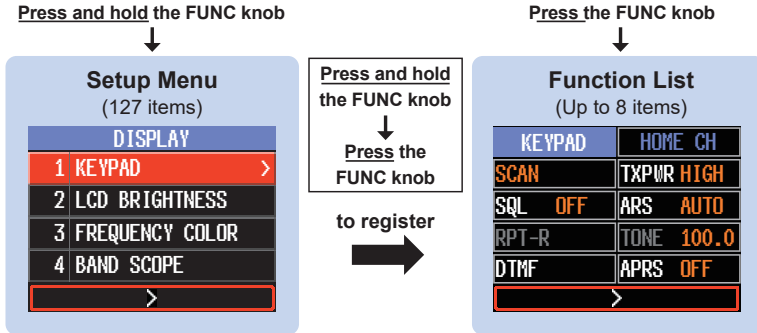 Press and hold the FUNC knob
Setup Menu
(127 items)
DISPLAY
1 KEYPAD >
2 LCD BRIGHTNESS
3 FREQUENCY COLOR
4 BAND SCOPE
>
Press and hold
the FUNC knob
Press the
FUNC knob
to register
Press the FUNC knob
Function List
(Up to 8 items)
KEYPAD HOME CH
SCAN TXPWR HIGH
SQL OFF ARS AUTO
RPT-R TONE 100.0
DTMF APRS OFF
>